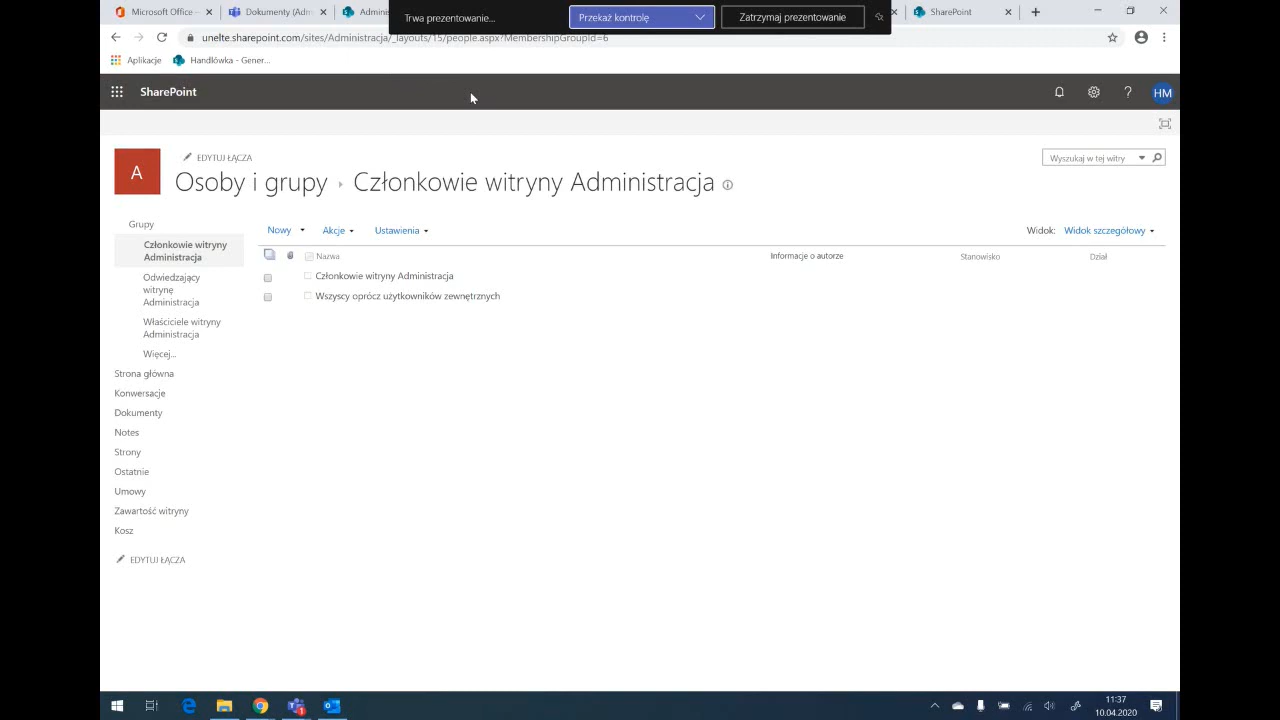 Microsoft Office -
Dokumenty (Adm
Admin
SharePoint
Trwa prezentowanie...
Przekaż kontrolę
Zatrzymaj prezentowanie
unelte.sharepoint.com/sites/Administracja/_layouts/15/people.aspx?MembershipGroupId=6
Aplikacje
Handlówka - Gener...
SharePoint
?
HM
EDYTUJ ŁĄCZA
A
Osoby i grupy
Członkowie witryny Administracja
Wyszukaj w tej witry
Grupy
Członkowie witryny
Administracja
Odwiedzający
witrynę
Administracja
Właściciele witryny
Administracja
Więcej...
Strona główna
Konwersacje
Dokumenty
Notes
Strony
Ostatnie
Umowy
Zawartość witryny
Kosz
EDYTUJ ŁĄCZA
Nowy
Akcje
Ustawienia
Widok: Widok szczegółowy
Nazwa
Informacje o autorze
Stanowisko
Dział
Członkowie witryny Administracja
Wszyscy oprócz użytkowników zewnętrznych
11:37
10.04.2020